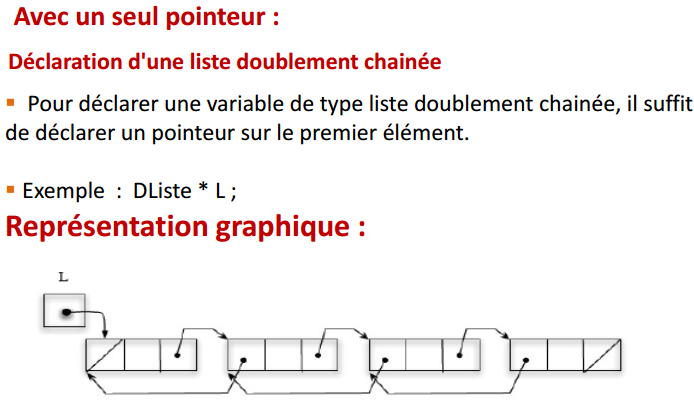 Avec un seul pointeur :
Déclaration d'une liste doublement chainée
▪ Pour déclarer une variable de type liste doublement chainée, il suffit
de déclarer un pointeur sur le premier élément.
▪ Exemple : DListe * L ;
Représentation graphique :
L